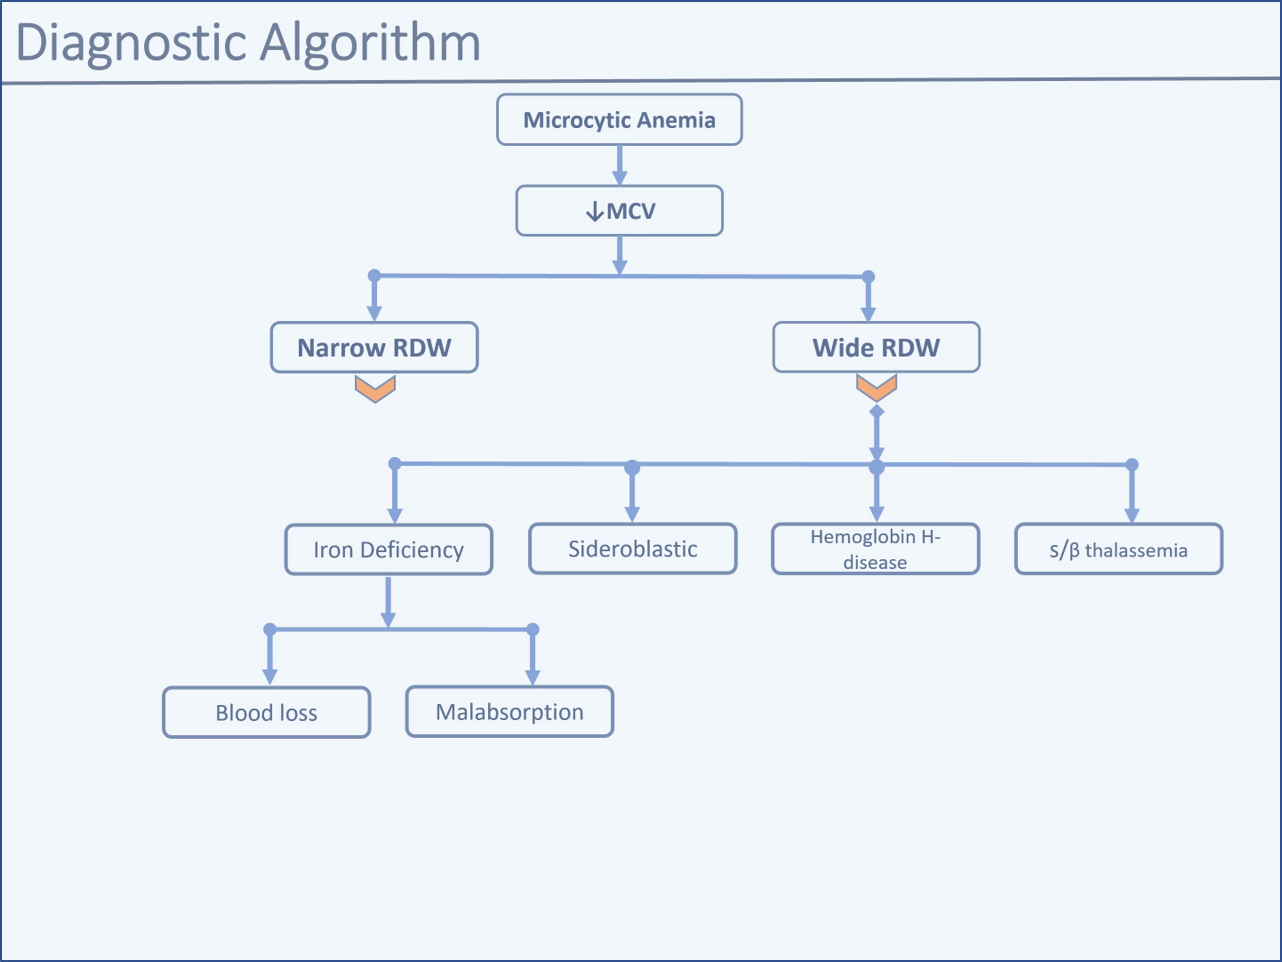 Diagnostic Algorithm
Microcytic Anemia
↓MCV
Narrow RDW
Wide RDW
Iron Deficiency
Sideroblastic
Hemoglobin H-
disease
s/β thalassemia
Blood loss
Malabsorption